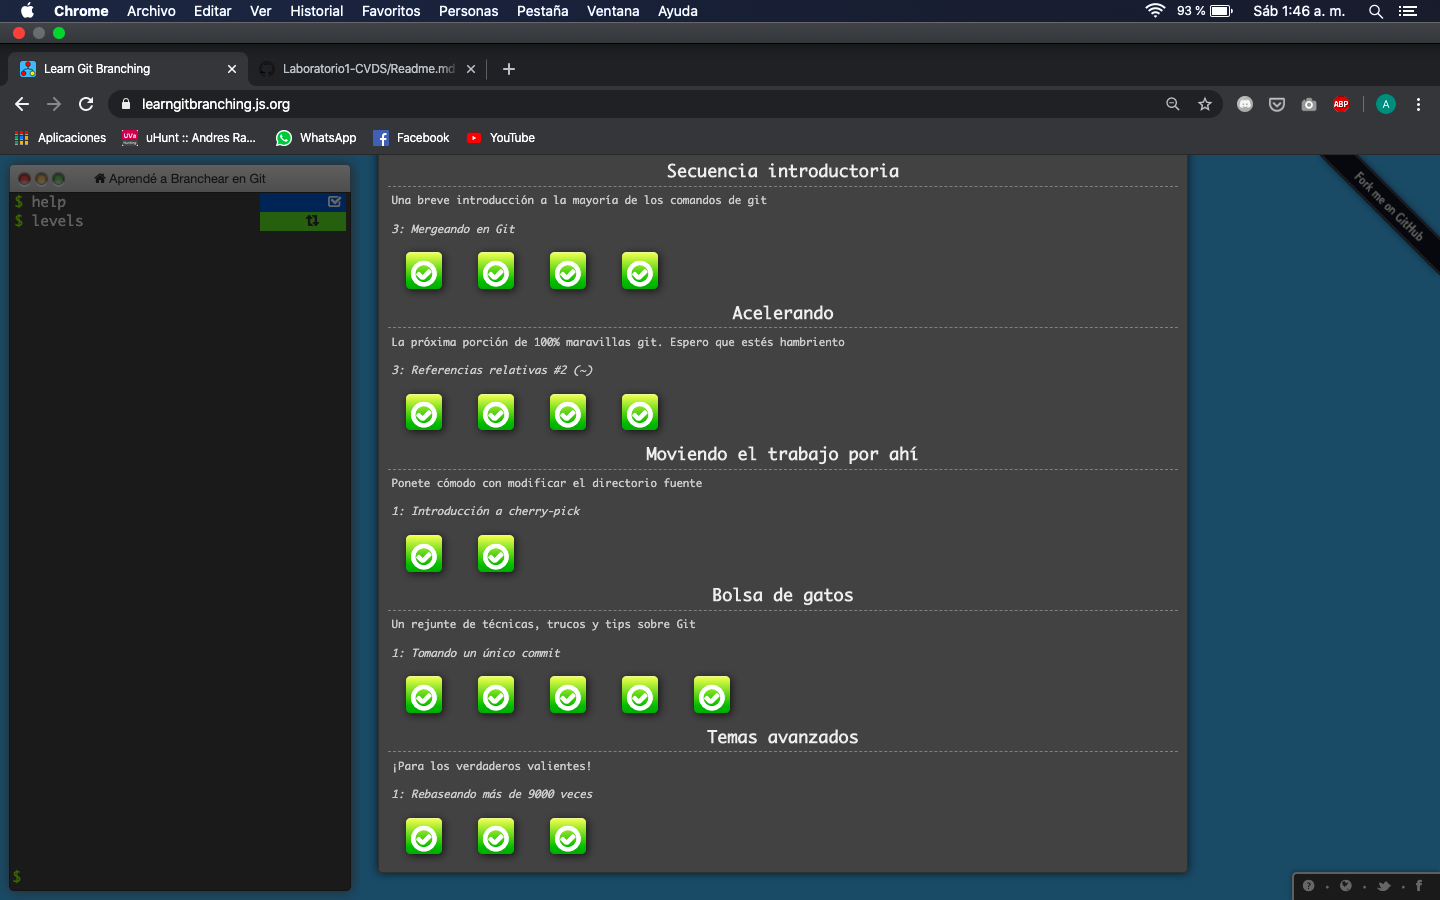 Chrome Archivo Editar Ver Historial Favoritos Personas Pestaña Ventana Ayuda 93 % Sáb 1:46 a. m.
Learn Git Branching Laboratorio1-CVDS/Readme.md
learngitbranching.js.org ABP A
Aplicaciones UVa uHunt :: Andres Ra... WhatsApp Facebook YouTube
Aprendé a Branchear en Git
$ help
$ levels
$
Secuencia introductoria
Una breve introducción a la mayoría de los comandos de git
3: Mergeando en Git
Acelerando
La próxima porción de 100% maravillas git. Espero que estés hambriento
3: Referencias relativas #2 (~)
Moviendo el trabajo por ahí
Ponete cómodo con modificar el directorio fuente
1: Introducción a cherry-pick
Bolsa de gatos
Un rejunte de técnicas, trucos y tips sobre Git
1: Tomando un único commit
Temas avanzados
¡Para los verdaderos valientes!
1: Rebaseando más de 9000 veces
Fork me on GitHub